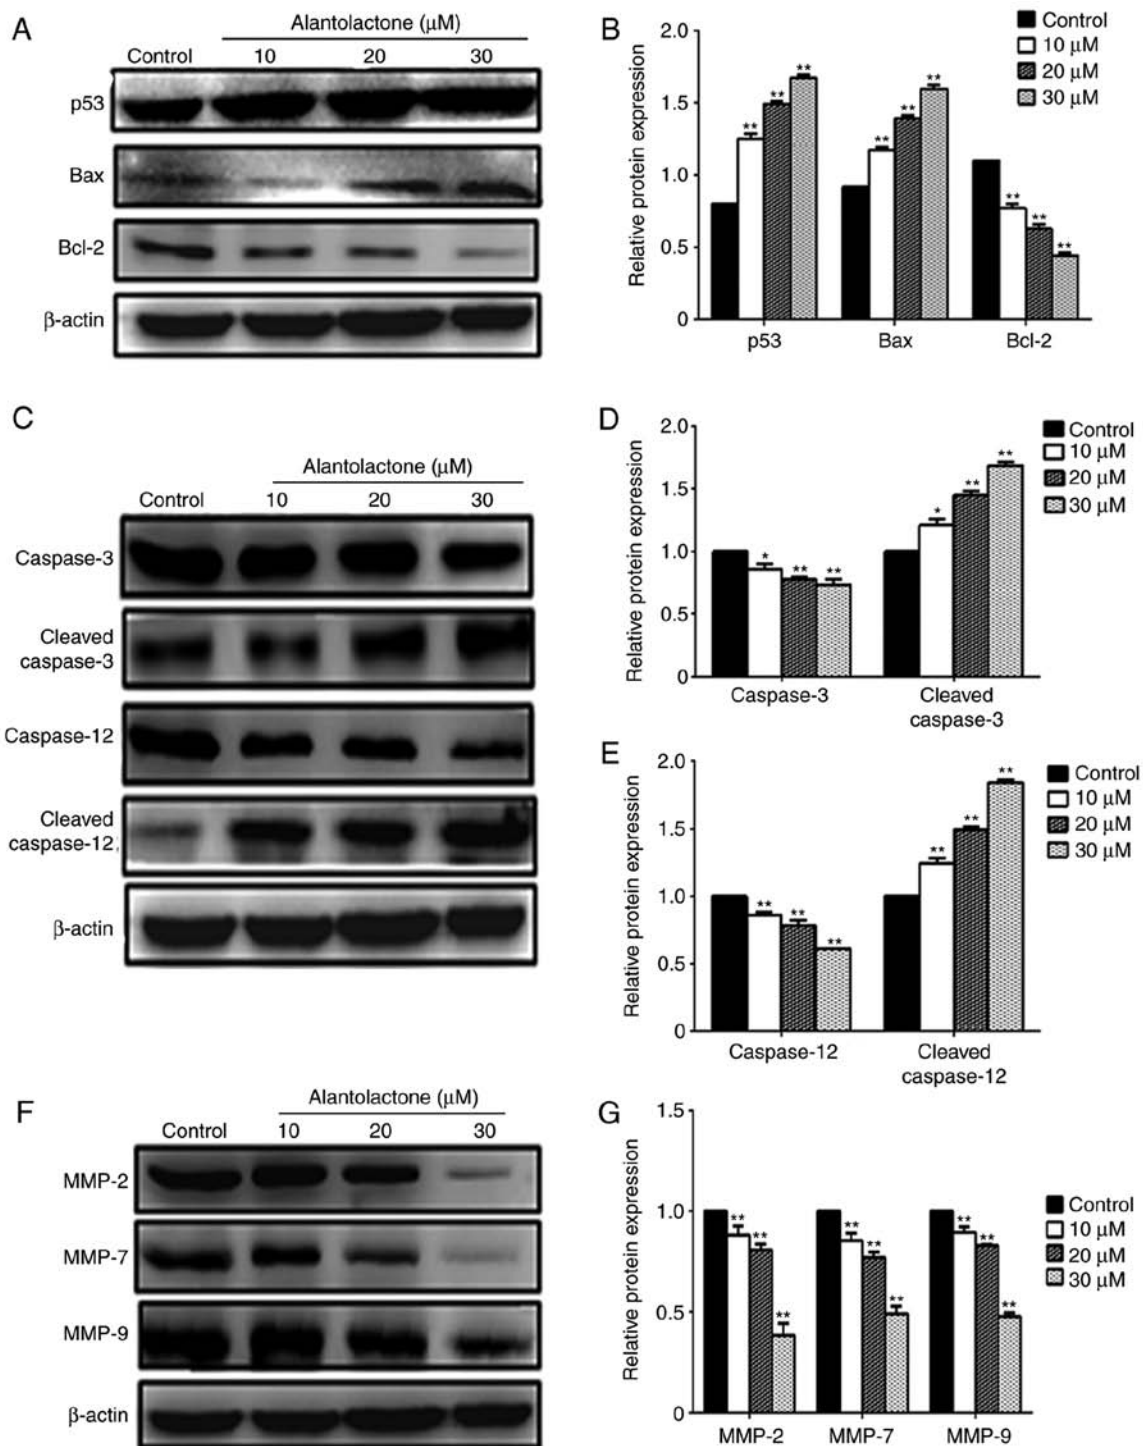 A
Alantolactone (μM)
Control 10 20 30
p53
Bax
Bcl-2
β-actin
B
Relative protein expression
2.0
1.5
1.0
0.5
0
Control
10 μM
20 μM
30 μM
** ** **
** ** **
** ** **
p53 Bax Bcl-2
C
Alantolactone (μM)
Control 10 20 30
Caspase-3
Cleaved
caspase-3
Caspase-12
Cleaved
caspase-12
β-actin
D
Relative protein expression
2.0
1.5
1.0
0.5
0
Control
10 μM
20 μM
30 μM
* ** **
* ** **
Caspase-3 Cleaved
caspase-3
E
Relative protein expression
2.0
1.5
1.0
0.5
0
Control
10 μM
20 μM
30 μM
** ** **
** ** **
Caspase-12 Cleaved
caspase-12
F
Alantolactone (μM)
Control 10 20 30
MMP-2
MMP-7
MMP-9
β-actin
G
Relative protein expression
1.5
1.0
0.5
0
Control
10 μM
20 μM
30 μM
** ** **
** ** **
** ** **
MMP-2 MMP-7 MMP-9